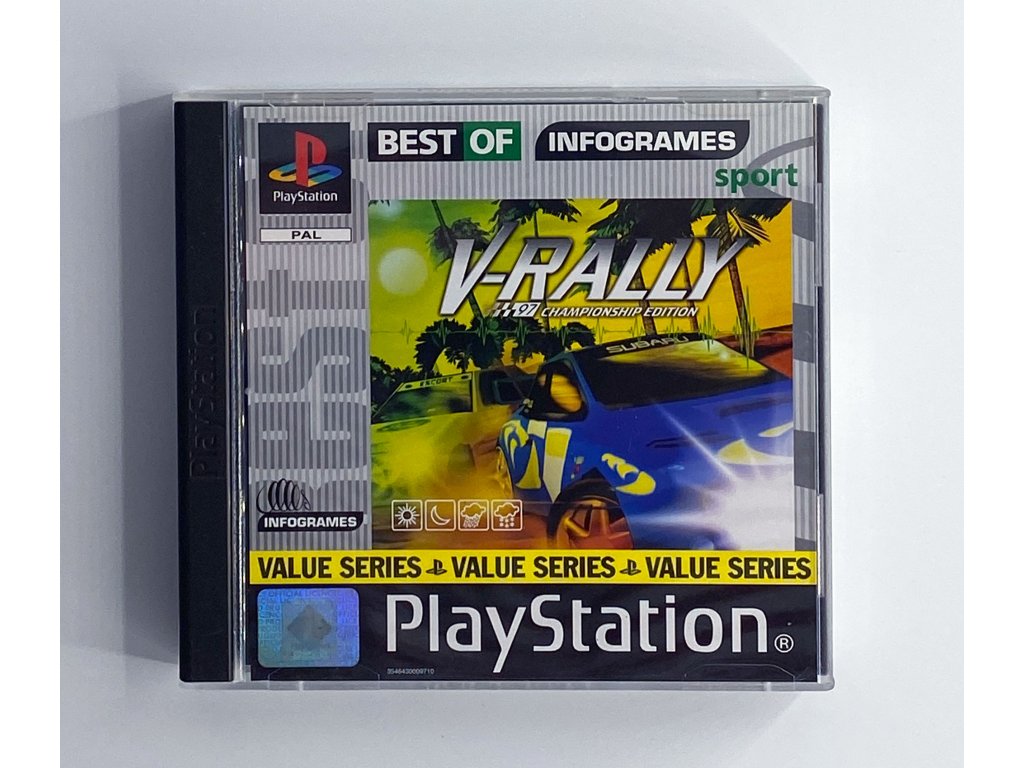 PlayStation
PlayStation
PAL
BEST OF INFOGRAMES
sport
V-RALLY
97 CHAMPIONSHIP EDITION
SUBARU
ESCORT
INFOGRAMES
VALUE SERIES VALUE SERIES VALUE SERIES
PlayStation®